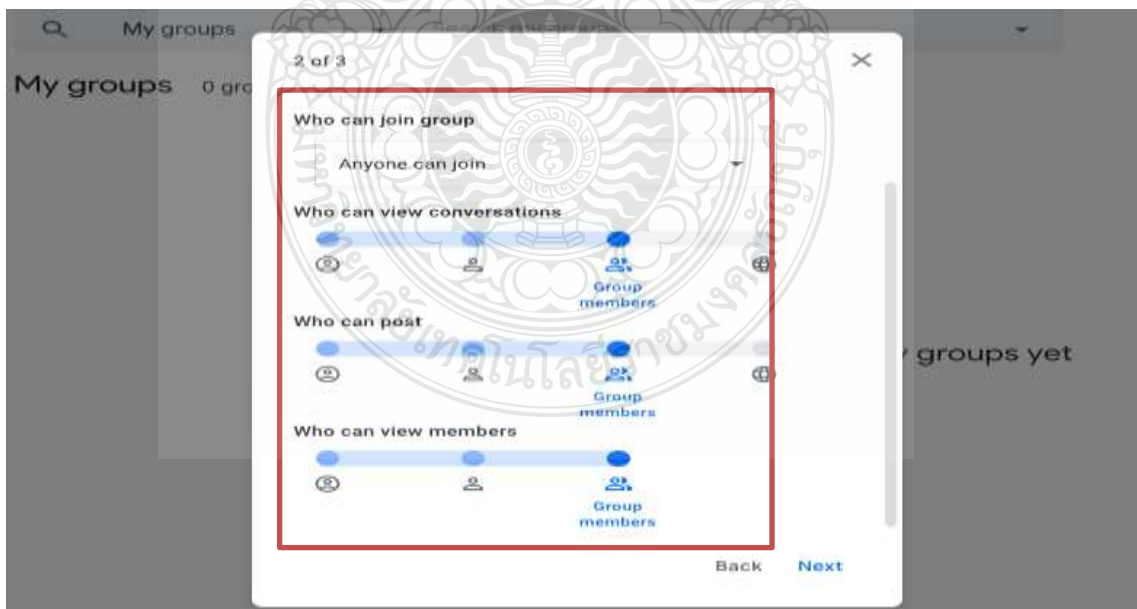 My groups
2 of 3
My groups 0 gro
Who can join group
Anyone can join
Who can view conversations
Group
members
Who can post
Group
members
groups yet
Who can view members
Group
members
Back Next